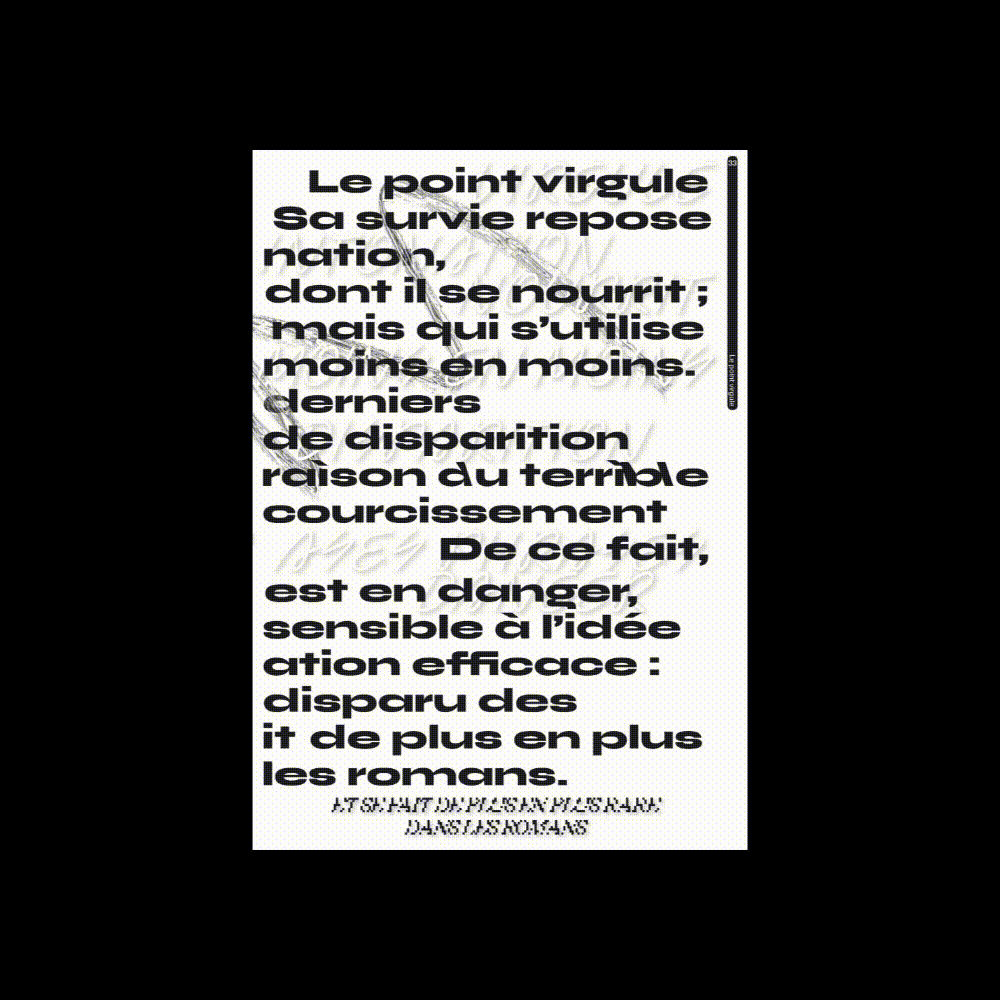 33
Le point virgule
Le point virgule
Sa survie repose
nation,
dont il se nourrit ;
mais qui s’utilise
moins en moins.
derniers
de disparition
raison du terrible
courcissement
De ce fait,
est en danger,
sensible à l’idée
ation efficace :
disparu des
it de plus en plus
les romans.
ET SE FAIT DE PLUS EN PLUS RARE
DANS LES ROMANS